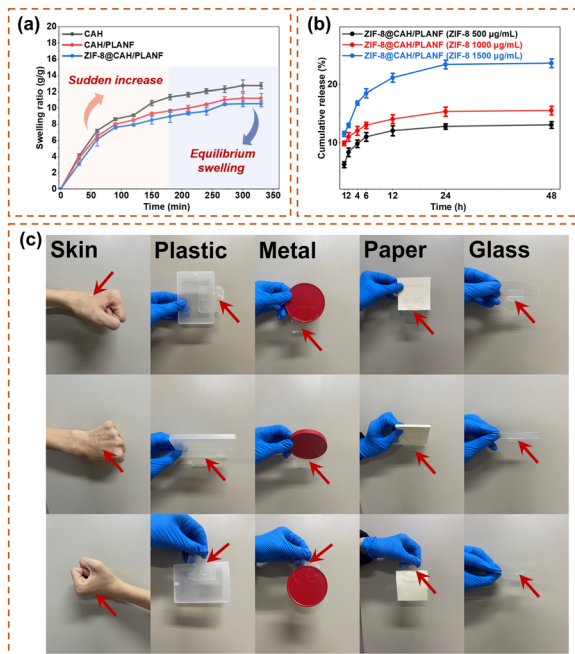 (a)
CAH
CAH/PLANF
ZIF-8@CAH/PLANF
Sudden increase
Equilibrium
swelling
Swelling ratio (g/g)
20
18
16
14
12
10
8
6
4
2
0
0 50 100 150 200 250 300 350
Time (min)
(b)
ZIF-8@CAH/PLANF (ZIF-8 500 μg/mL)
ZIF-8@CAH/PLANF (ZIF-8 1000 μg/mL)
ZIF-8@CAH/PLANF (ZIF-8 1500 μg/mL)
Cumulative release (%)
20
10
1 2 4 6 12 24 48
Time (h)
(c)
Skin Plastic Metal Paper Glass